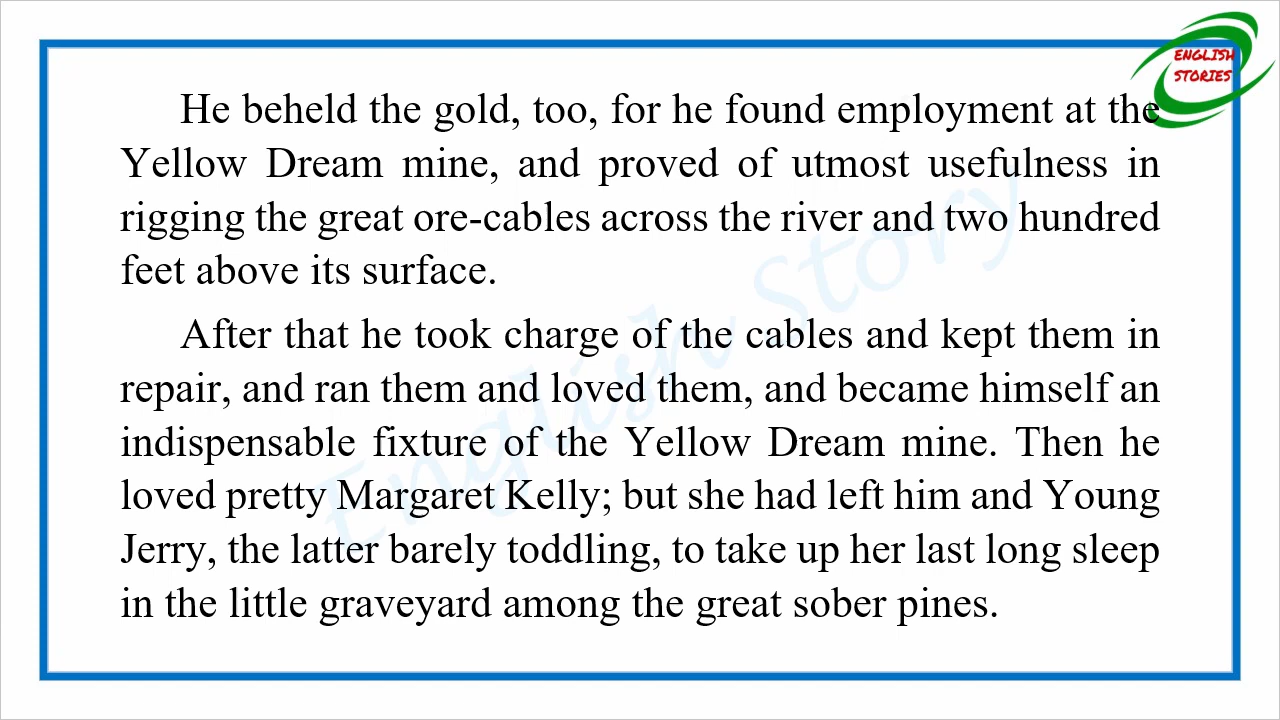 ENGLISH
STORIES
He beheld the gold, too, for he found employment at the
Yellow Dream mine, and proved of utmost usefulness in
rigging the great ore-cables across the river and two hundred
feet above its surface.
After that he took charge of the cables and kept them in
repair, and ran them and loved them, and became himself an
indispensable fixture of the Yellow Dream mine. Then he
loved pretty Margaret Kelly; but she had left him and Young
Jerry, the latter barely toddling, to take up her last long sleep
in the little graveyard among the great sober pines.
English Story